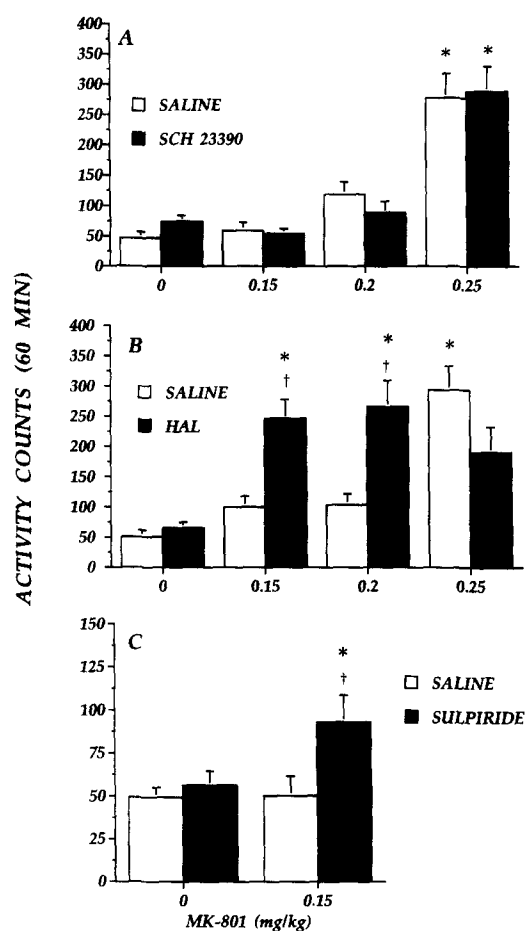 ACTIVITY COUNTS (60 MIN)
A
400
350
300
250
200
150
100
50
0
SALINE
SCH 23390
* *
0 0.15 0.2 0.25
B
400
350
300
250
200
150
100
50
0
SALINE
HAL
* * *
† †
0 0.15 0.2 0.25
C
150
125
100
75
50
25
0
*
†
SALINE
SULPIRIDE
0 0.15
MK-801 (mg/kg)